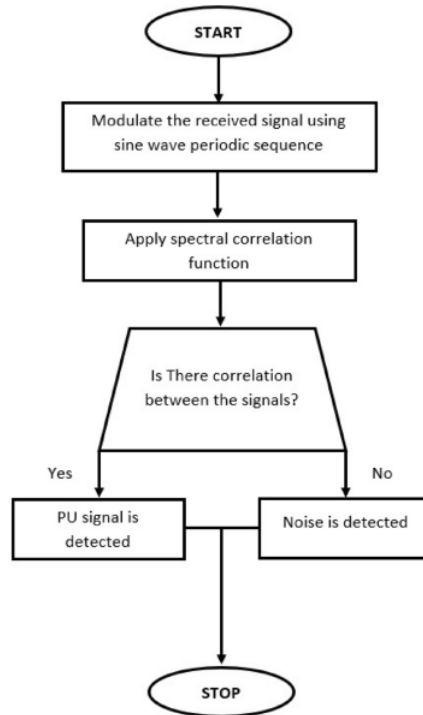 START
Modulate the received signal using
sine wave periodic sequence
Apply spectral correlation
function
Is There correlation
between the signals?
Yes
No
PU signal is
detected
Noise is detected
STOP